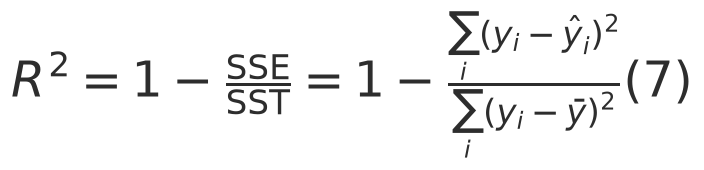 R² = 1 − SSE/SST = 1 − ∑ᵢ(yᵢ − ŷᵢ)² / ∑ᵢ(yᵢ − ȳ)² (7)